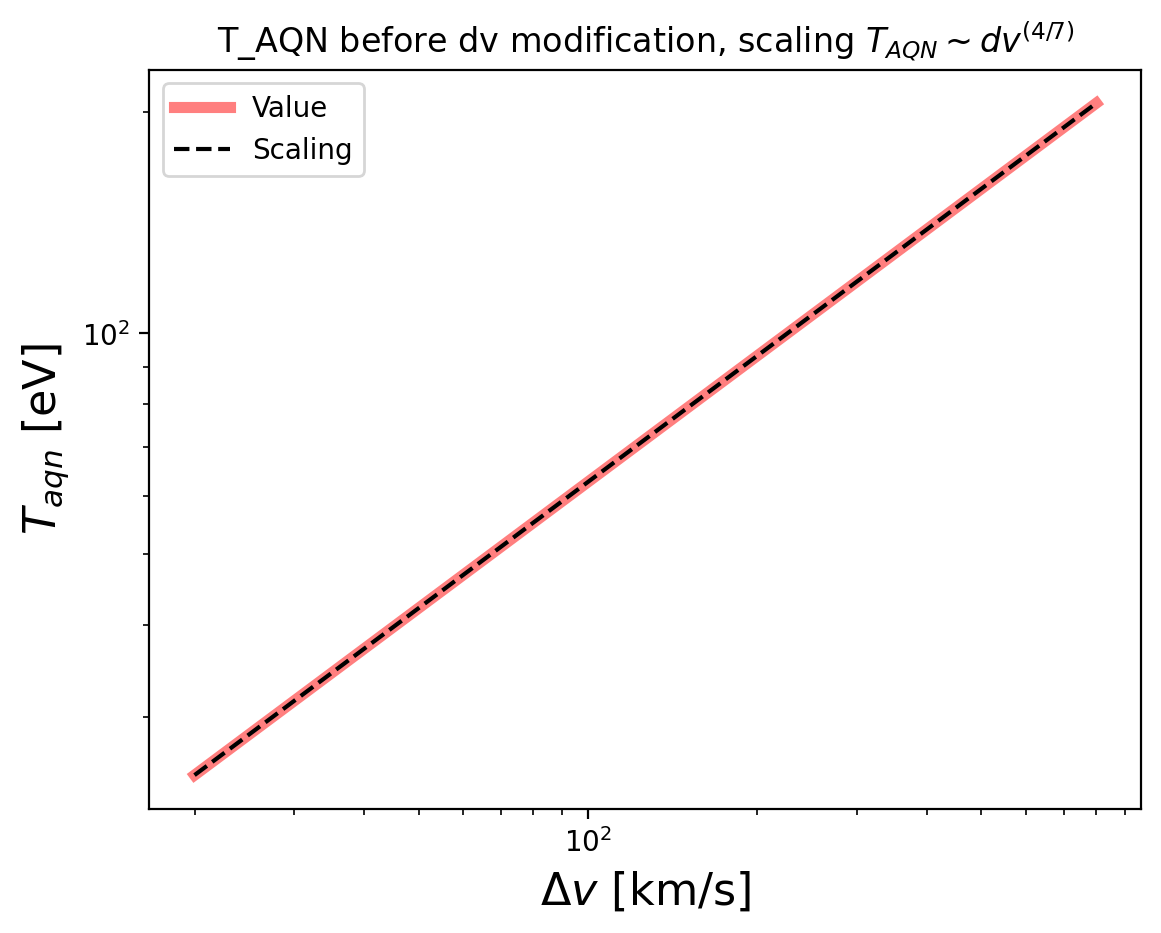 T_AQN before dv modification, scaling $T_{AQN} \sim dv^{(4/7)}$
Value
Scaling
$10^2$
$T_{aqn}$ [eV]
$10^2$
$\Delta v$ [km/s]